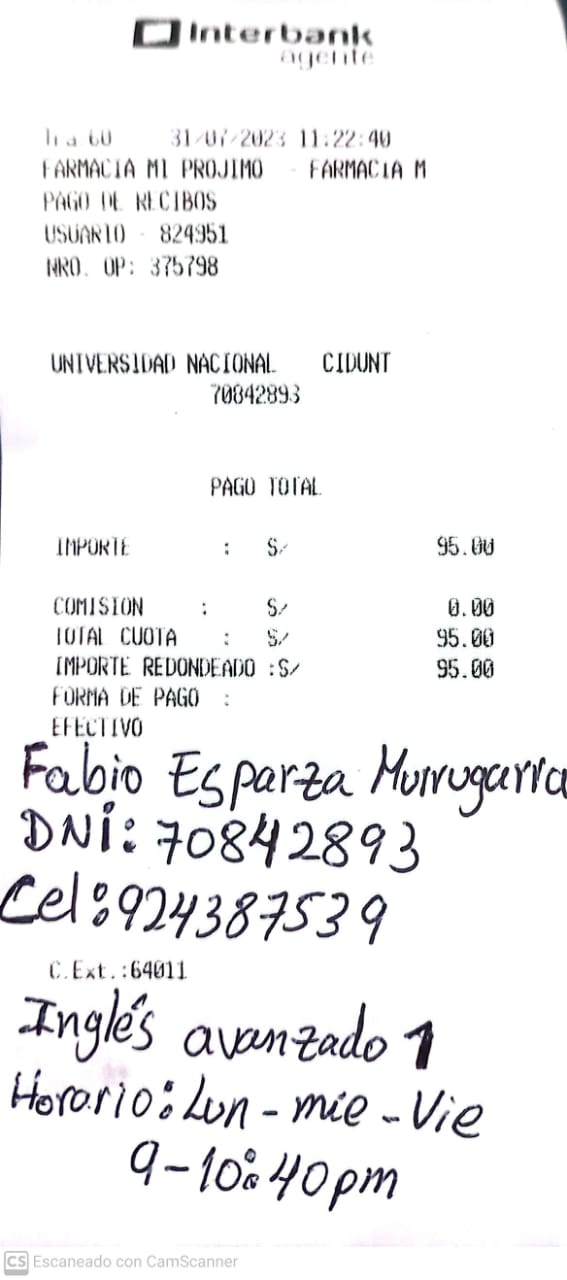 Interbank
agente
Tra 60 31/07/2023 11:22:40
FARMACIA MI PROJIMO - FARMACIA M
PAGO DE RECIBOS
USUARIO : 824951
NRO. OP: 375798
UNIVERSIDAD NACIONAL CIDUNT
70842893
PAGO TOTAL
IMPORTE : S/ 95.00
COMISION : S/ 0.00
TOTAL CUOTA : S/ 95.00
IMPORTE REDONDEADO :S/ 95.00
FORMA DE PAGO :
EFECTIVO
Fabio Esparza Murrugarra
DNI: 70842893
Cel: 924387539
C.Ext.:64011
Inglés avanzado 1
Horario: Lun - mie - Vie
9-10:40pm
CS Escaneado con CamScanner